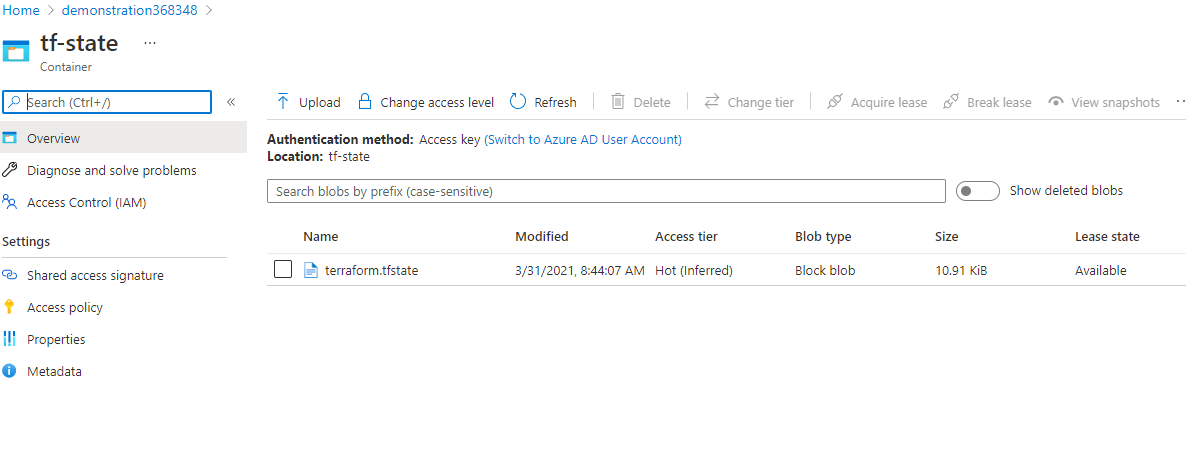 Home > demonstration368348 >
tf-state ...
Container
Search (Ctrl+/) «
Overview
Diagnose and solve problems
Access Control (IAM)
Settings
Shared access signature
Access policy
Properties
Metadata
Upload Change access level Refresh Delete Change tier Acquire lease Break lease View snapshots
Authentication method: Access key (Switch to Azure AD User Account)
Location: tf-state
Search blobs by prefix (case-sensitive) Show deleted blobs
Name Modified Access tier Blob type Size Lease state
terraform.tfstate 3/31/2021, 8:44:07 AM Hot (Inferred) Block blob 10.91 KiB Available